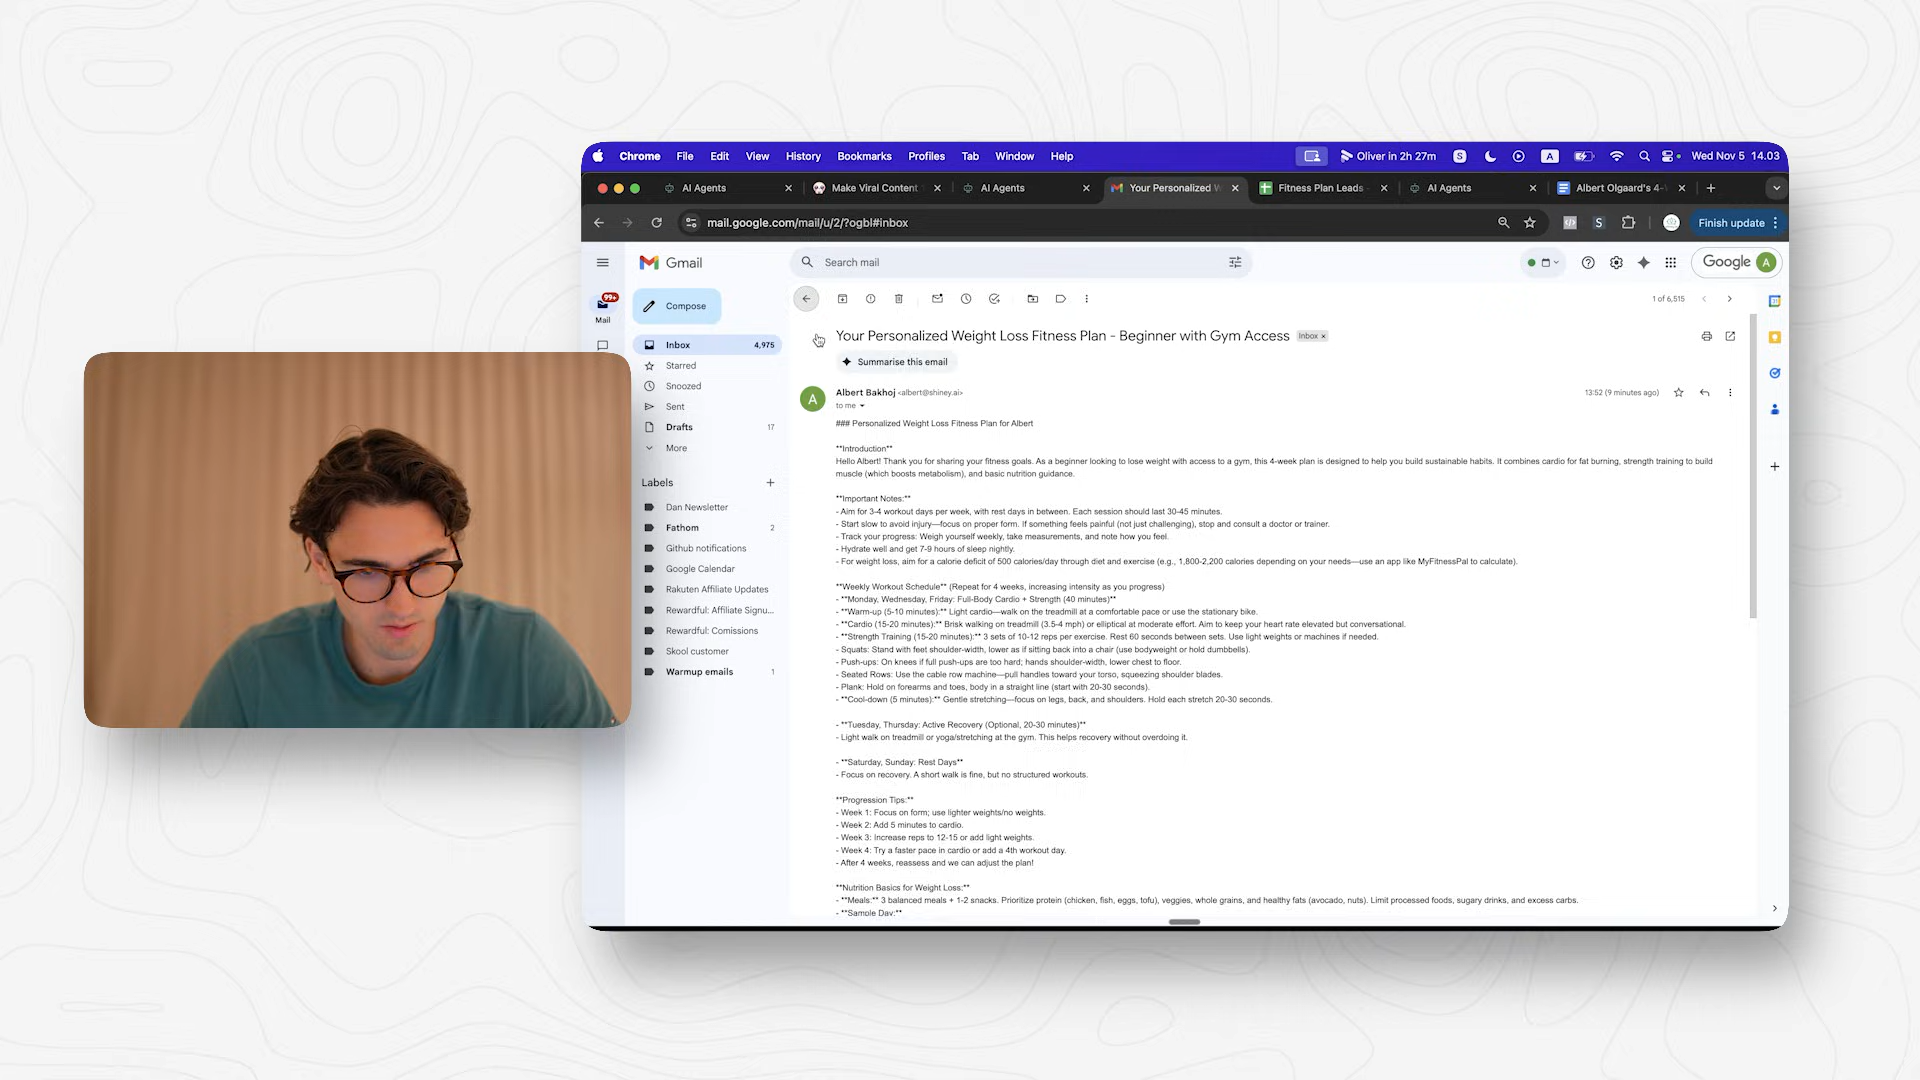 Chrome File Edit View History Bookmarks Profiles Tab Window Help Oliver in 2h 27m S A Wed Nov 5 14.03
AI Agents Make Viral Content AI Agents Your Personalized W Fitness Plan Leads AI Agents Albert Olgaard's 4-
mail.google.com/mail/u/2/?ogbl#inbox S Finish update
Gmail Search mail Google A
99+ Compose 1 of 6,515
Mail
Inbox 4,975
Starred
Snoozed
Sent
Drafts 17
More
Labels
Dan Newsletter
Fathom 2
Github notifications
Google Calendar
Rakuten Affiliate Updates
Rewardful: Affiliate Signu...
Rewardful: Comissions
Skool customer
Warmup emails 1
Your Personalized Weight Loss Fitness Plan - Beginner with Gym Access Inbox ×
Summarise this email
A Albert Bakhoj <albert@shiney.ai> 13:52 (9 minutes ago)
to me
### Personalized Weight Loss Fitness Plan for Albert
**Introduction**
Hello Albert! Thank you for sharing your fitness goals. As a beginner looking to lose weight with access to a gym, this 4-week plan is designed to help you build sustainable habits. It combines cardio for fat burning, strength training to build
muscle (which boosts metabolism), and basic nutrition guidance.
**Important Notes:**
- Aim for 3-4 workout days per week, with rest days in between. Each session should last 30-45 minutes.
- Start slow to avoid injury—focus on proper form. If something feels painful (not just challenging), stop and consult a doctor or trainer.
- Track your progress: Weigh yourself weekly, take measurements, and note how you feel.
- Hydrate well and get 7-9 hours of sleep nightly.
- For weight loss, aim for a calorie deficit of 500 calories/day through diet and exercise (e.g., 1,800-2,200 calories depending on your needs—use an app like MyFitnessPal to calculate).
**Weekly Workout Schedule** (Repeat for 4 weeks, increasing intensity as you progress)
- **Monday, Wednesday, Friday: Full-Body Cardio + Strength (40 minutes)**
- **Warm-up (5-10 minutes):** Light cardio—walk on the treadmill at a comfortable pace or use the stationary bike.
- **Cardio (15-20 minutes):** Brisk walking on treadmill (3.5-4 mph) or elliptical at moderate effort. Aim to keep your heart rate elevated but conversational.
- **Strength Training (15-20 minutes):** 3 sets of 10-12 reps per exercise. Rest 60 seconds between sets. Use light weights or machines if needed.
- Squats: Stand with feet shoulder-width, lower as if sitting back into a chair (use bodyweight or hold dumbbells).
- Push-ups: On knees if full push-ups are too hard; hands shoulder-width, lower chest to floor.
- Seated Rows: Use the cable row machine—pull handles toward your torso, squeezing shoulder blades.
- Plank: Hold on forearms and toes, body in a straight line (start with 20-30 seconds).
- **Cool-down (5 minutes):** Gentle stretching—focus on legs, back, and shoulders. Hold each stretch 20-30 seconds.
- **Tuesday, Thursday: Active Recovery (Optional, 20-30 minutes)**
- Light walk on treadmill or yoga/stretching at the gym. This helps recovery without overdoing it.
- **Saturday, Sunday: Rest Days**
- Focus on recovery. A short walk is fine, but no structured workouts.
**Progression Tips:**
- Week 1: Focus on form; use lighter weights/no weights.
- Week 2: Add 5 minutes to cardio.
- Week 3: Increase reps to 12-15 or add light weights.
- Week 4: Try a faster pace in cardio or add a 4th workout day.
- After 4 weeks, reassess and we can adjust the plan!
**Nutrition Basics for Weight Loss:**
- **Meals:** 3 balanced meals + 1-2 snacks. Prioritize protein (chicken, fish, eggs, tofu), veggies, whole grains, and healthy fats (avocado, nuts). Limit processed foods, sugary drinks, and excess carbs.
- **Sample Day:**